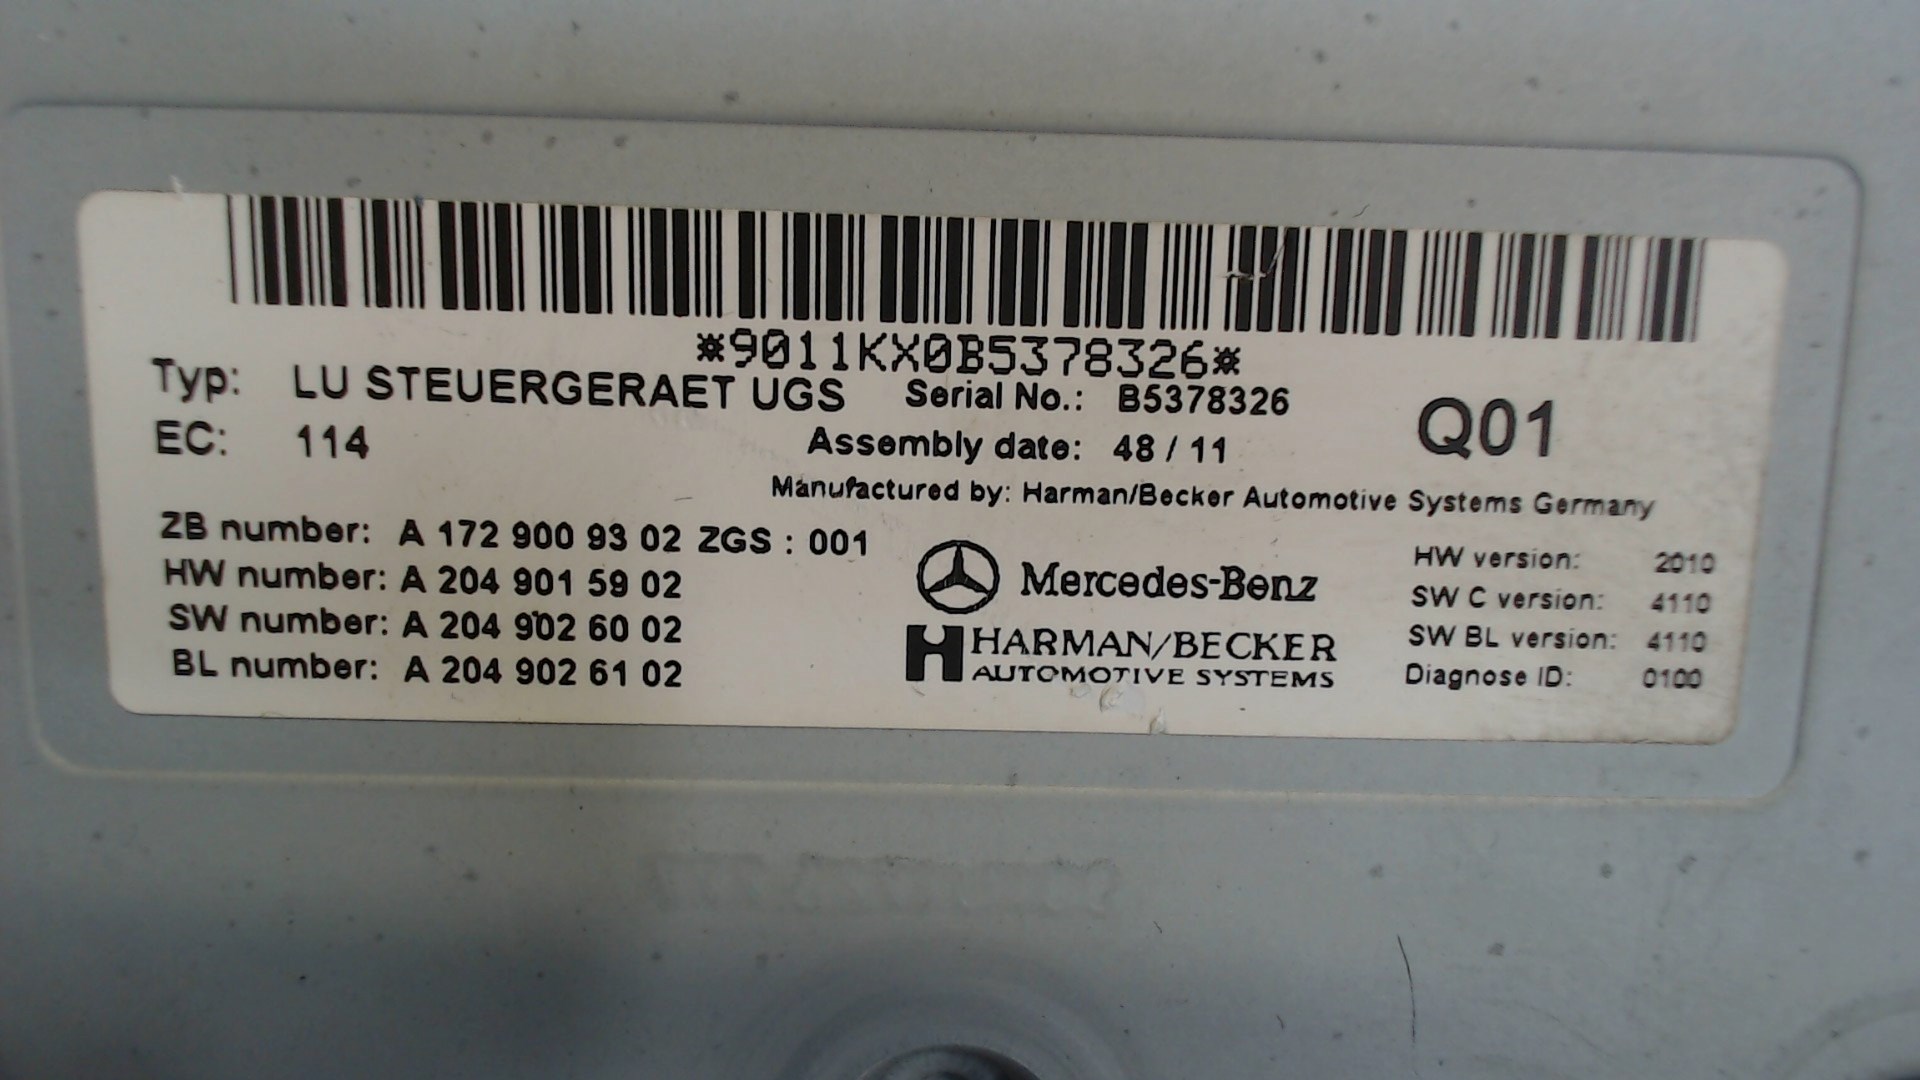 *9011KX0B5378326*
Typ: LU STEUERGERAET UGS Serial No.: B5378326
EC: 114 Assembly date: 48 / 11 Q01
Manufactured by: Harman/Becker Automotive Systems Germany
ZB number: A 172 900 93 02 ZGS : 001
HW number: A 204 901 59 02
SW number: A 204 902 60 02
BL number: A 204 902 61 02
Mercedes-Benz
HARMAN/BECKER
AUTOMOTIVE SYSTEMS
HW version: 2010
SW C version: 4110
SW BL version: 4110
Diagnose ID: 0100